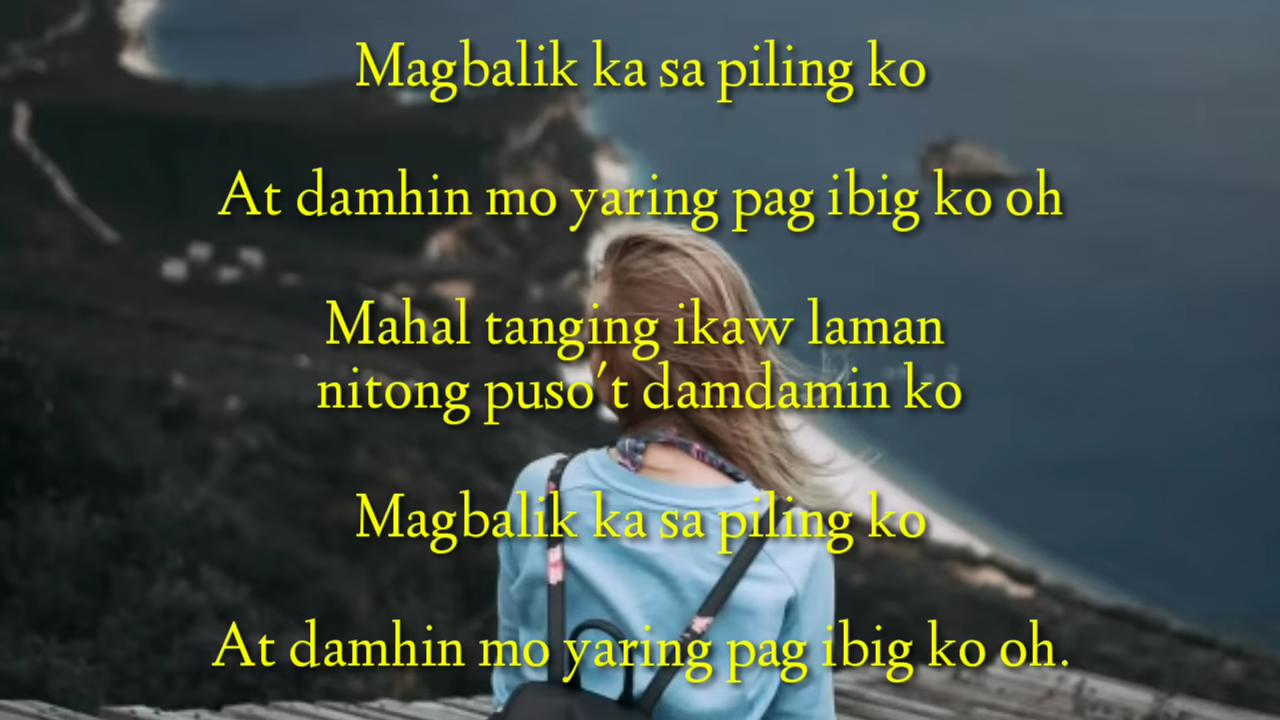 Magbalik ka sa piling ko
At damhin mo yaring pag ibig ko oh
Mahal tanging ikaw laman
nitong puso't damdamin ko
Magbalik ka sa piling ko
At damhin mo yaring pag ibig ko oh.